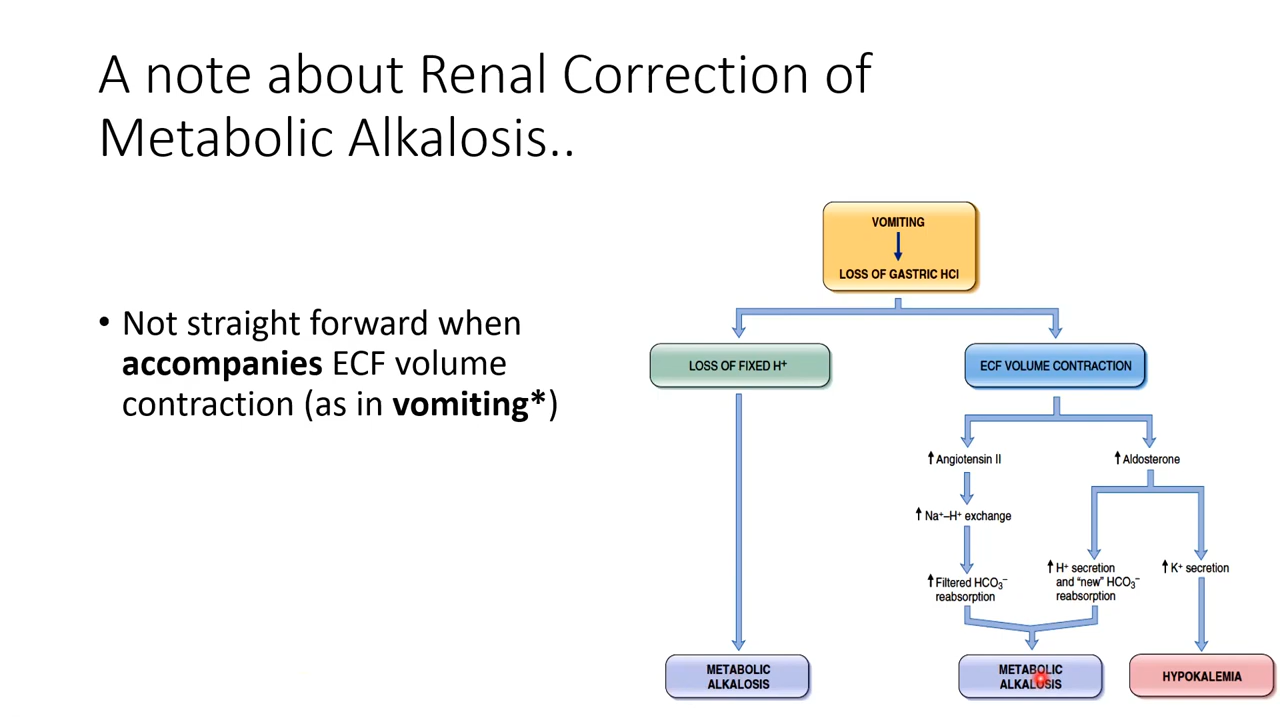 A note about Renal Correction of
Metabolic Alkalosis..
• Not straight forward when
accompanies ECF volume
contraction (as in vomiting*)
VOMITING
LOSS OF GASTRIC HCl
LOSS OF FIXED H⁺
ECF VOLUME CONTRACTION
↑ Angiotensin II
↑ Aldosterone
↑ Na⁺–H⁺ exchange
↑ Filtered HCO₃⁻
reabsorption
↑ H⁺ secretion
and “new” HCO₃⁻
reabsorption
↑ K⁺ secretion
METABOLIC
ALKALOSIS
METABOLIC
ALKALOSIS
HYPOKALEMIA